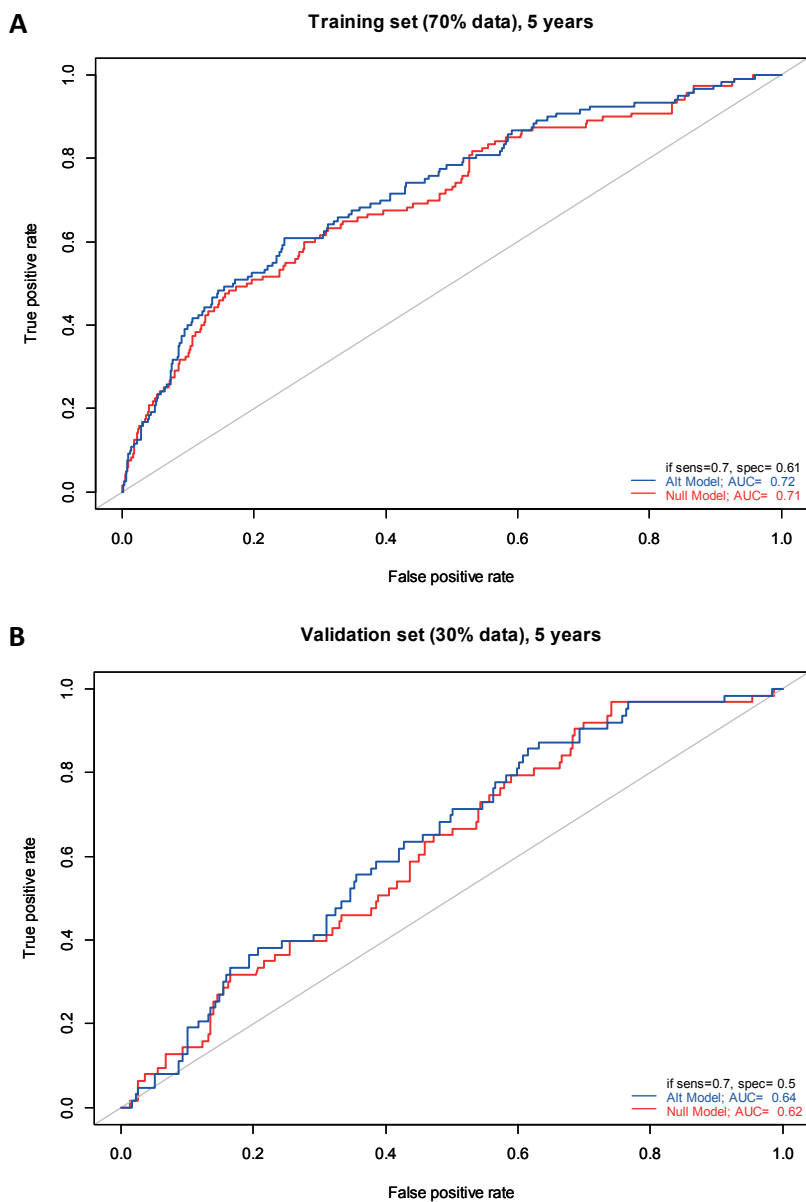 A
Training set (70% data), 5 years
True positive rate
1.0
0.8
0.6
0.4
0.2
0.0
if sens=0.7, spec= 0.61
Alt Model; AUC= 0.72
Null Model; AUC= 0.71
0.0 0.2 0.4 0.6 0.8 1.0
False positive rate
B
Validation set (30% data), 5 years
True positive rate
1.0
0.8
0.6
0.4
0.2
0.0
if sens=0.7, spec= 0.5
Alt Model; AUC= 0.64
Null Model; AUC= 0.62
0.0 0.2 0.4 0.6 0.8 1.0
False positive rate